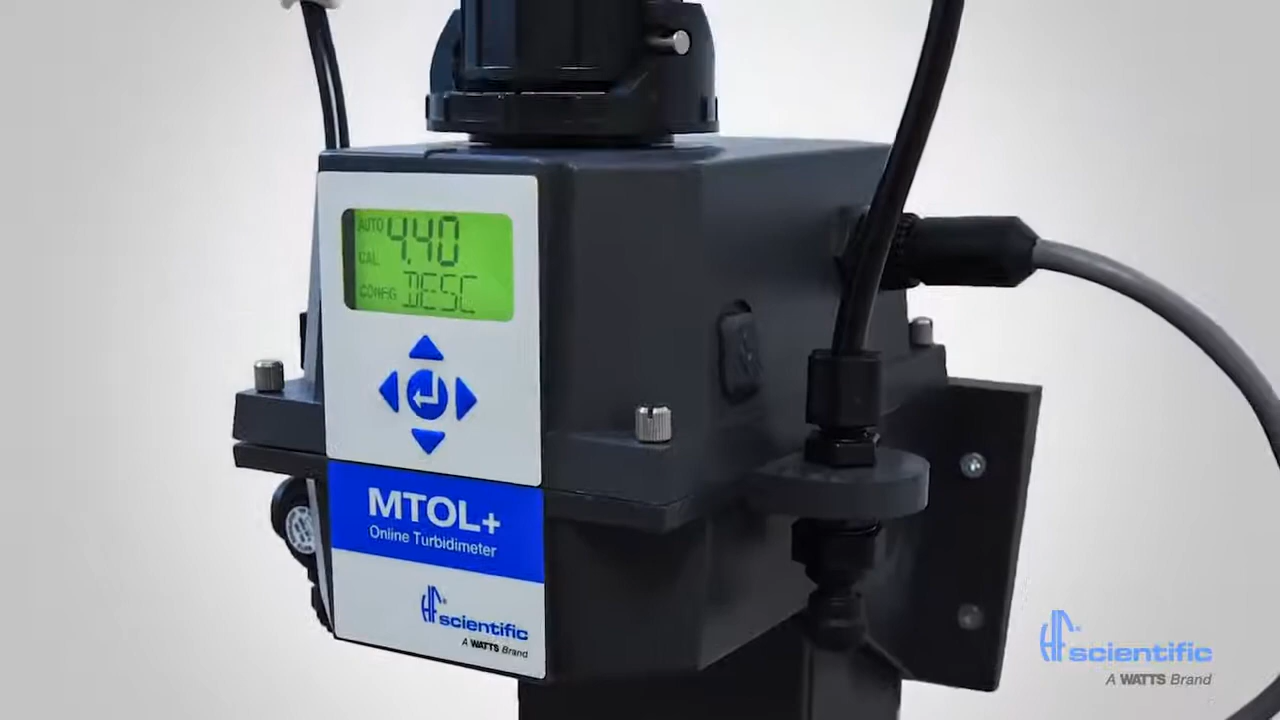 AUTO 4.40
CAL
CONFIG DESC
MTOL+
Online Turbidimeter
HF® scientific
A WATTS Brand
HF® scientific
A WATTS Brand